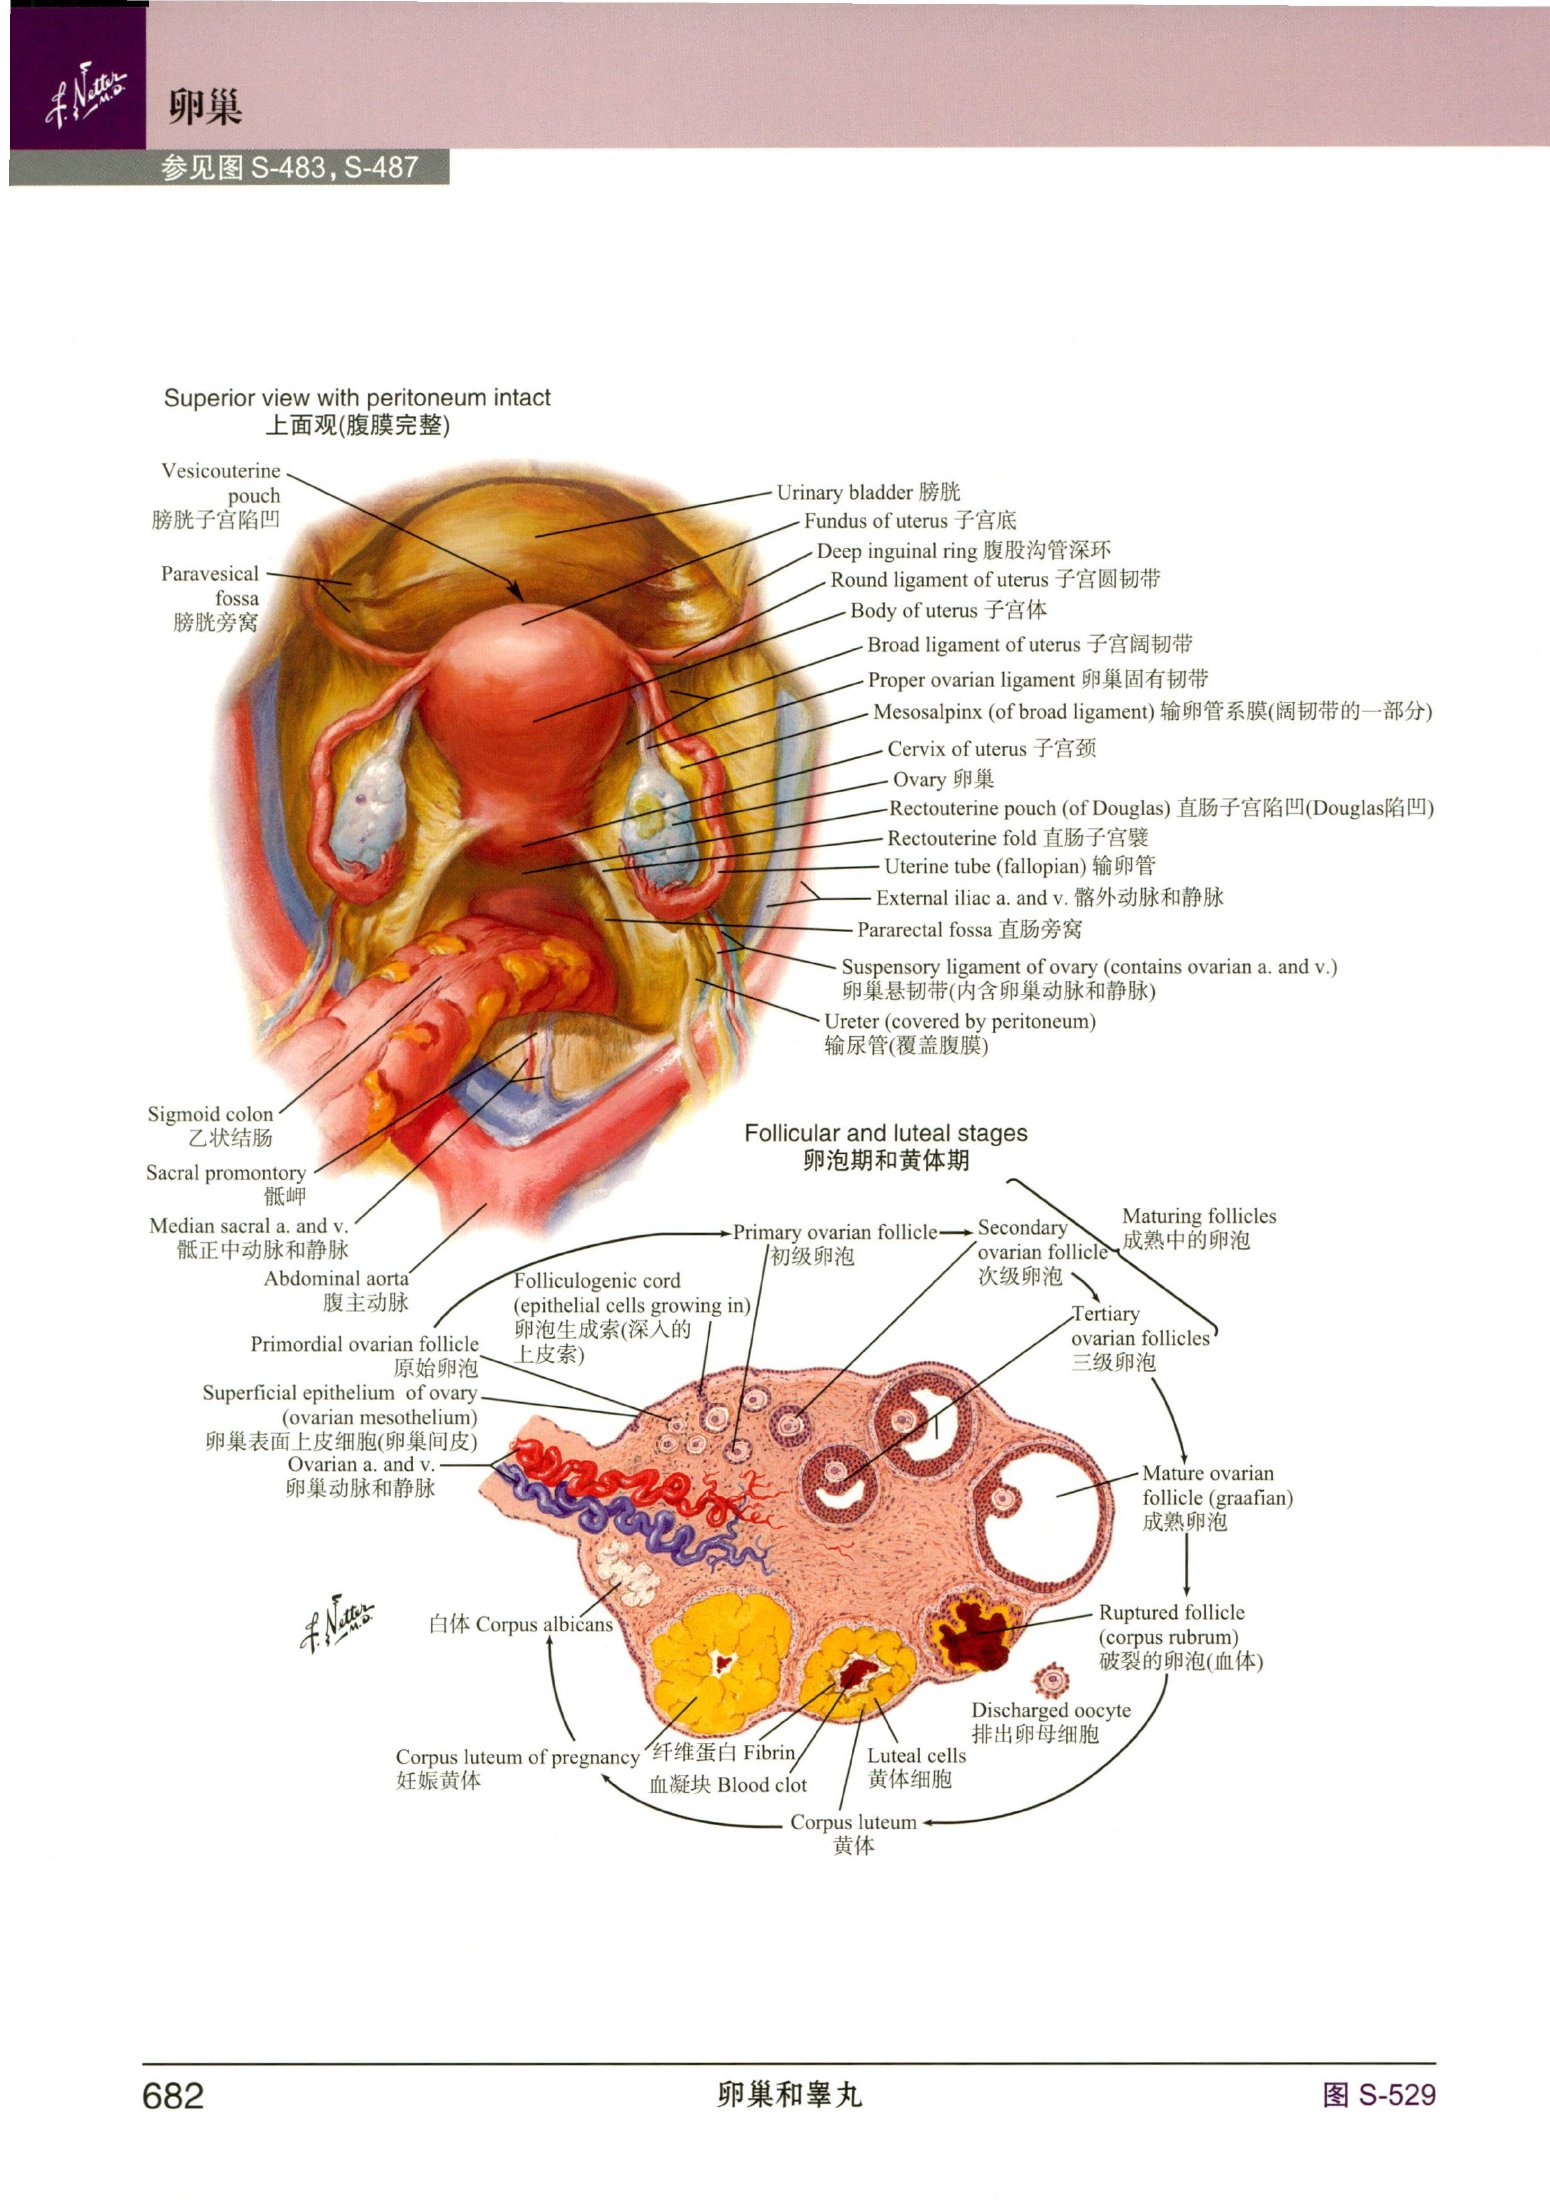 F. Netter M.D.
卵巢
参见图 S-483, S-487
Superior view with peritoneum intact
上面观(腹膜完整)
Vesicouterine
pouch
膀胱子宫陷凹
Paravesical
fossa
膀胱旁窝
Urinary bladder 膀胱
Fundus of uterus 子宫底
Deep inguinal ring 腹股沟管深环
Round ligament of uterus 子宫圆韧带
Body of uterus 子宫体
Broad ligament of uterus 子宫阔韧带
Proper ovarian ligament 卵巢固有韧带
Mesosalpinx (of broad ligament) 输卵管系膜(阔韧带的一部分)
Cervix of uterus 子宫颈
Ovary 卵巢
Rectouterine pouch (of Douglas) 直肠子宫陷凹(Douglas陷凹)
Rectouterine fold 直肠子宫襞
Uterine tube (fallopian) 输卵管
External iliac a. and v. 髂外动脉和静脉
Pararectal fossa 直肠旁窝
Suspensory ligament of ovary (contains ovarian a. and v.)
卵巢悬韧带(内含卵巢动脉和静脉)
Ureter (covered by peritoneum)
输尿管(覆盖腹膜)
Sigmoid colon
乙状结肠
Sacral promontory
骶岬
Median sacral a. and v.
骶正中动脉和静脉
Abdominal aorta
腹主动脉
Follicular and luteal stages
卵泡期和黄体期
Primary ovarian follicle
初级卵泡
Secondary
ovarian follicle
次级卵泡
Maturing follicles
成熟中的卵泡
Tertiary
ovarian follicles
三级卵泡
Folliculogenic cord
(epithelial cells growing in)
卵泡生成索(深入的
上皮索)
Primordial ovarian follicle
原始卵泡
Superficial epithelium of ovary
(ovarian mesothelium)
卵巢表面上皮细胞(卵巢间皮)
Ovarian a. and v.
卵巢动脉和静脉
Mature ovarian
follicle (graafian)
成熟卵泡
Ruptured follicle
(corpus rubrum)
破裂的卵泡(血体)
Discharged oocyte
排出卵母细胞
F. Netter M.D.
白体 Corpus albicans
Corpus luteum of pregnancy
妊娠黄体
纤维蛋白 Fibrin
血凝块 Blood clot
Luteal cells
黄体细胞
Corpus luteum
黄体
682
卵巢和睾丸
图 S-529